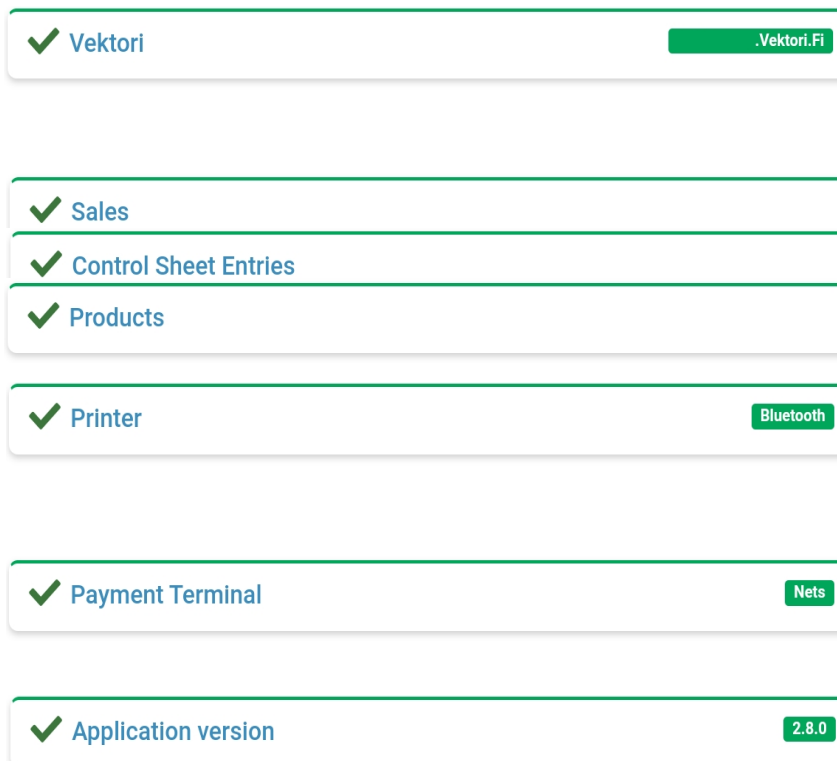 Vektori .Vektori.Fi
Sales
Control Sheet Entries
Products
Printer Bluetooth
Payment Terminal Nets
Application version 2.8.0